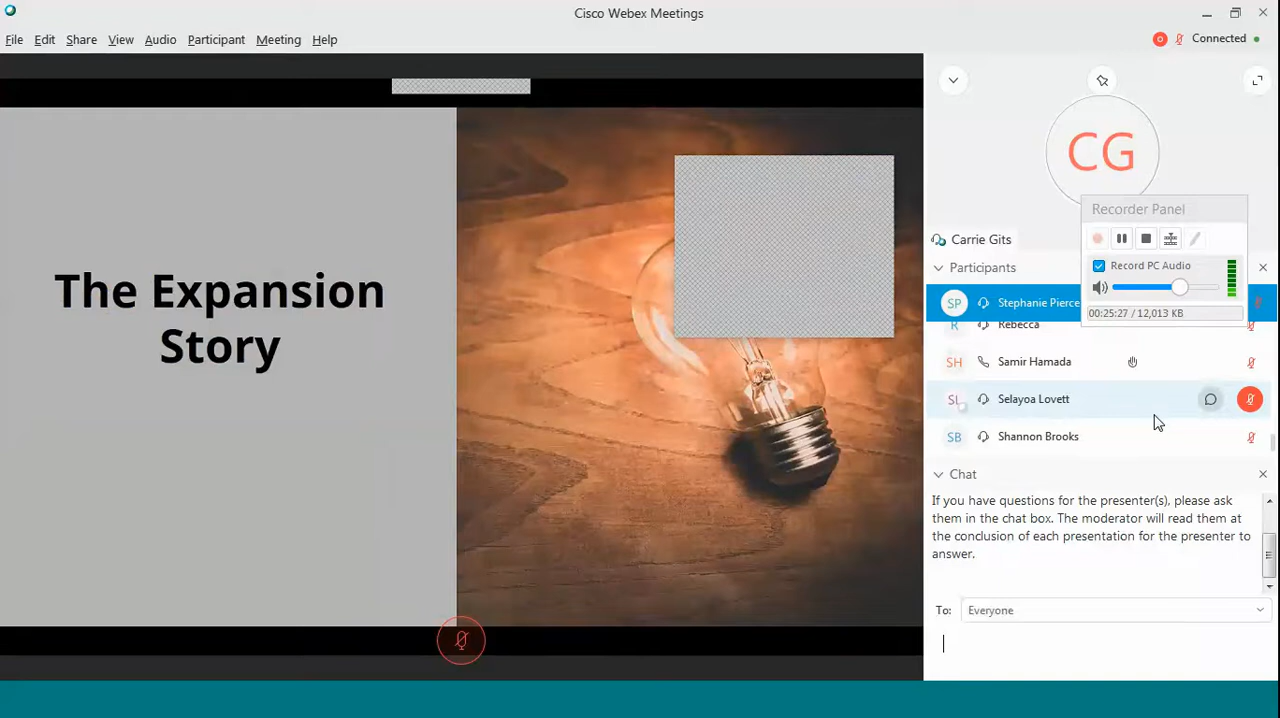 Cisco Webex Meetings
File Edit Share View Audio Participant Meeting Help
Connected
The Expansion
Story
CG
Recorder Panel
Carrie Gits
Participants
Record PC Audio
SP Stephanie Pierce
00:25:27 / 12,013 KB
R Rebecca
SH Samir Hamada
SL Selayoa Lovett
SB Shannon Brooks
Chat
If you have questions for the presenter(s), please ask
them in the chat box. The moderator will read them at
the conclusion of each presentation for the presenter to
answer.
To: Everyone